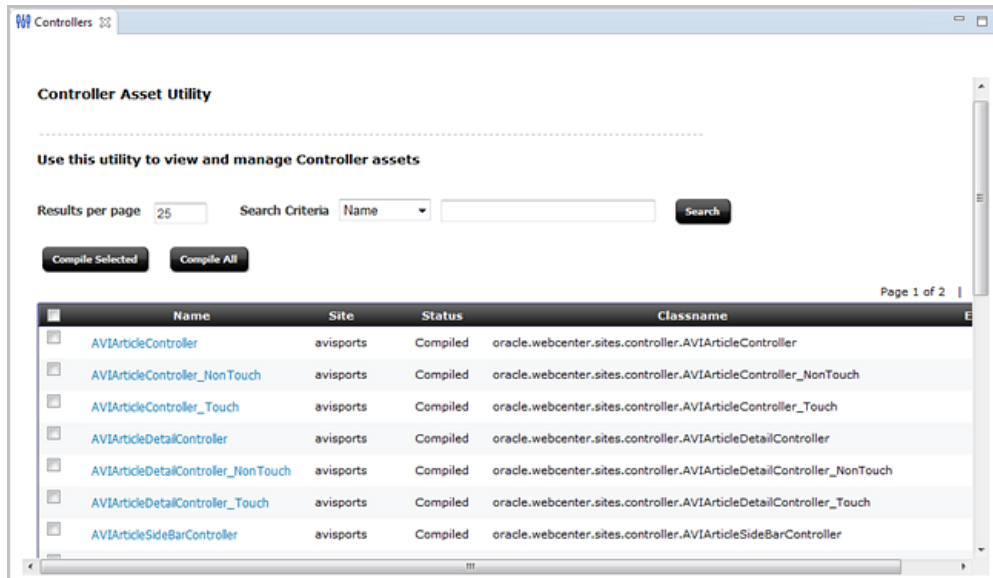 Controllers
Controller Asset Utility
Use this utility to view and manage Controller assets
Results per page 25 Search Criteria Name Search
Compile Selected Compile All
Page 1 of 2 |
Name Site Status Classname E
AVIArticleController avisports Compiled oracle.webcenter.sites.controller.AVIArticleController
AVIArticleController_NonTouch avisports Compiled oracle.webcenter.sites.controller.AVIArticleController_NonTouch
AVIArticleController_Touch avisports Compiled oracle.webcenter.sites.controller.AVIArticleController_Touch
AVIArticleDetailController avisports Compiled oracle.webcenter.sites.controller.AVIArticleDetailController
AVIArticleDetailController_NonTouch avisports Compiled oracle.webcenter.sites.controller.AVIArticleDetailController_NonTouch
AVIArticleDetailController_Touch avisports Compiled oracle.webcenter.sites.controller.AVIArticleDetailController_Touch
AVIArticleSideBarController avisports Compiled oracle.webcenter.sites.controller.AVIArticleSideBarController